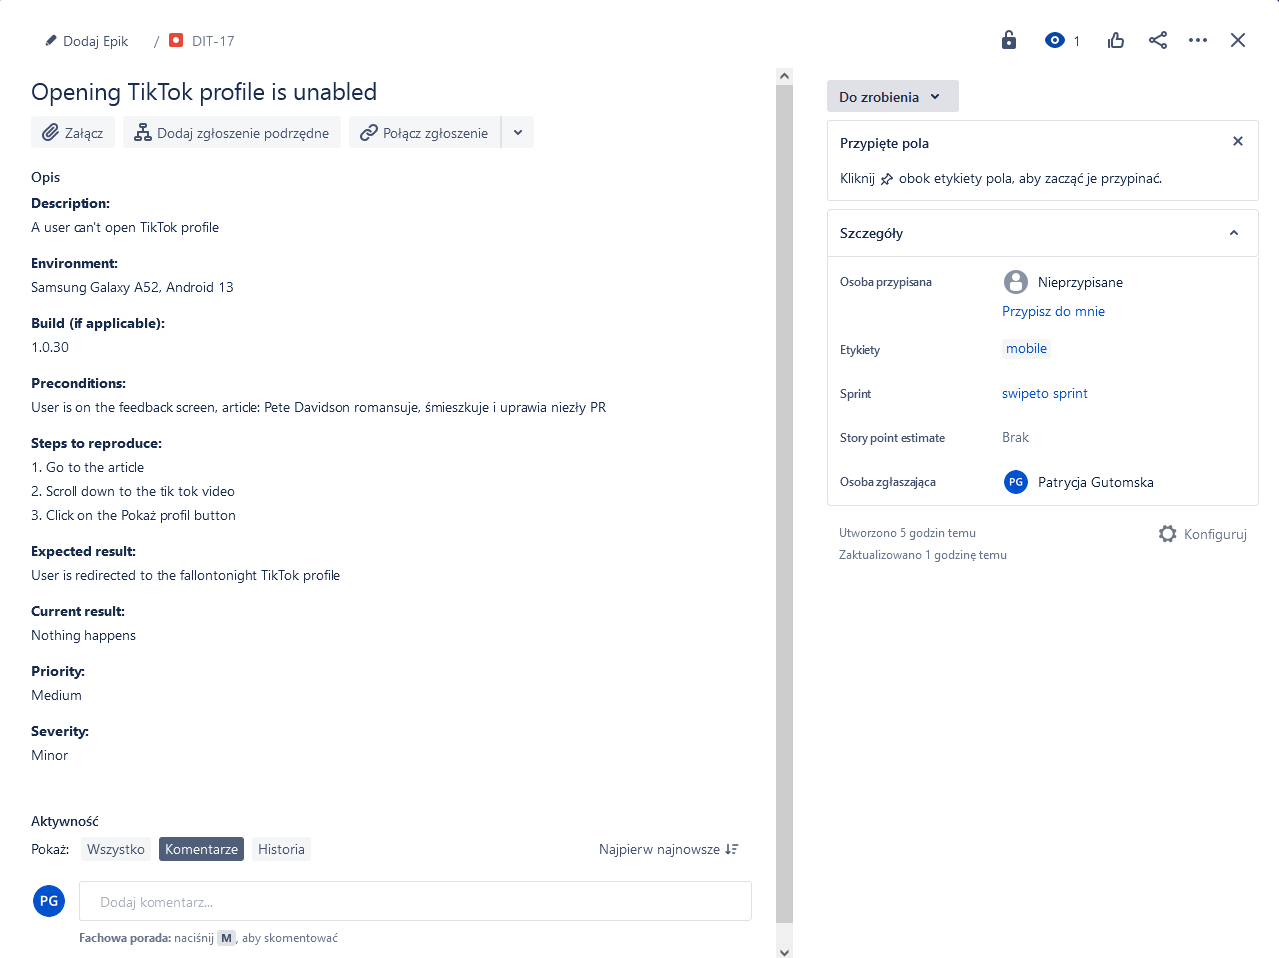 Dodaj Epik / DIT-17
1
Opening TikTok profile is unabled
Załącz
Dodaj zgłoszenie podrzędne
Połącz zgłoszenie
Opis
Description:
A user can't open TikTok profile
Environment:
Samsung Galaxy A52, Android 13
Build (if applicable):
1.0.30
Preconditions:
User is on the feedback screen, article: Pete Davidson romansuje, śmieszkuje i uprawia niezły PR
Steps to reproduce:
1. Go to the article
2. Scroll down to the tik tok video
3. Click on the Pokaż profil button
Expected result:
User is redirected to the fallontonight TikTok profile
Current result:
Nothing happens
Priority:
Medium
Severity:
Minor
Aktywność
Pokaż: Wszystko Komentarze Historia
Najpierw najnowsze
PG
Dodaj komentarz...
Fachowa porada: naciśnij M, aby skomentować
Do zrobienia
Przypięte pola
Kliknij obok etykiety pola, aby zacząć je przypinać.
Szczegóły
Osoba przypisana
Nieprzypisane
Przypisz do mnie
Etykiety
mobile
Sprint
swipeto sprint
Story point estimate
Brak
Osoba zgłaszająca
PG Patrycja Gutomska
Utworzono 5 godzin temu
Zaktualizowano 1 godzinę temu
Konfiguruj